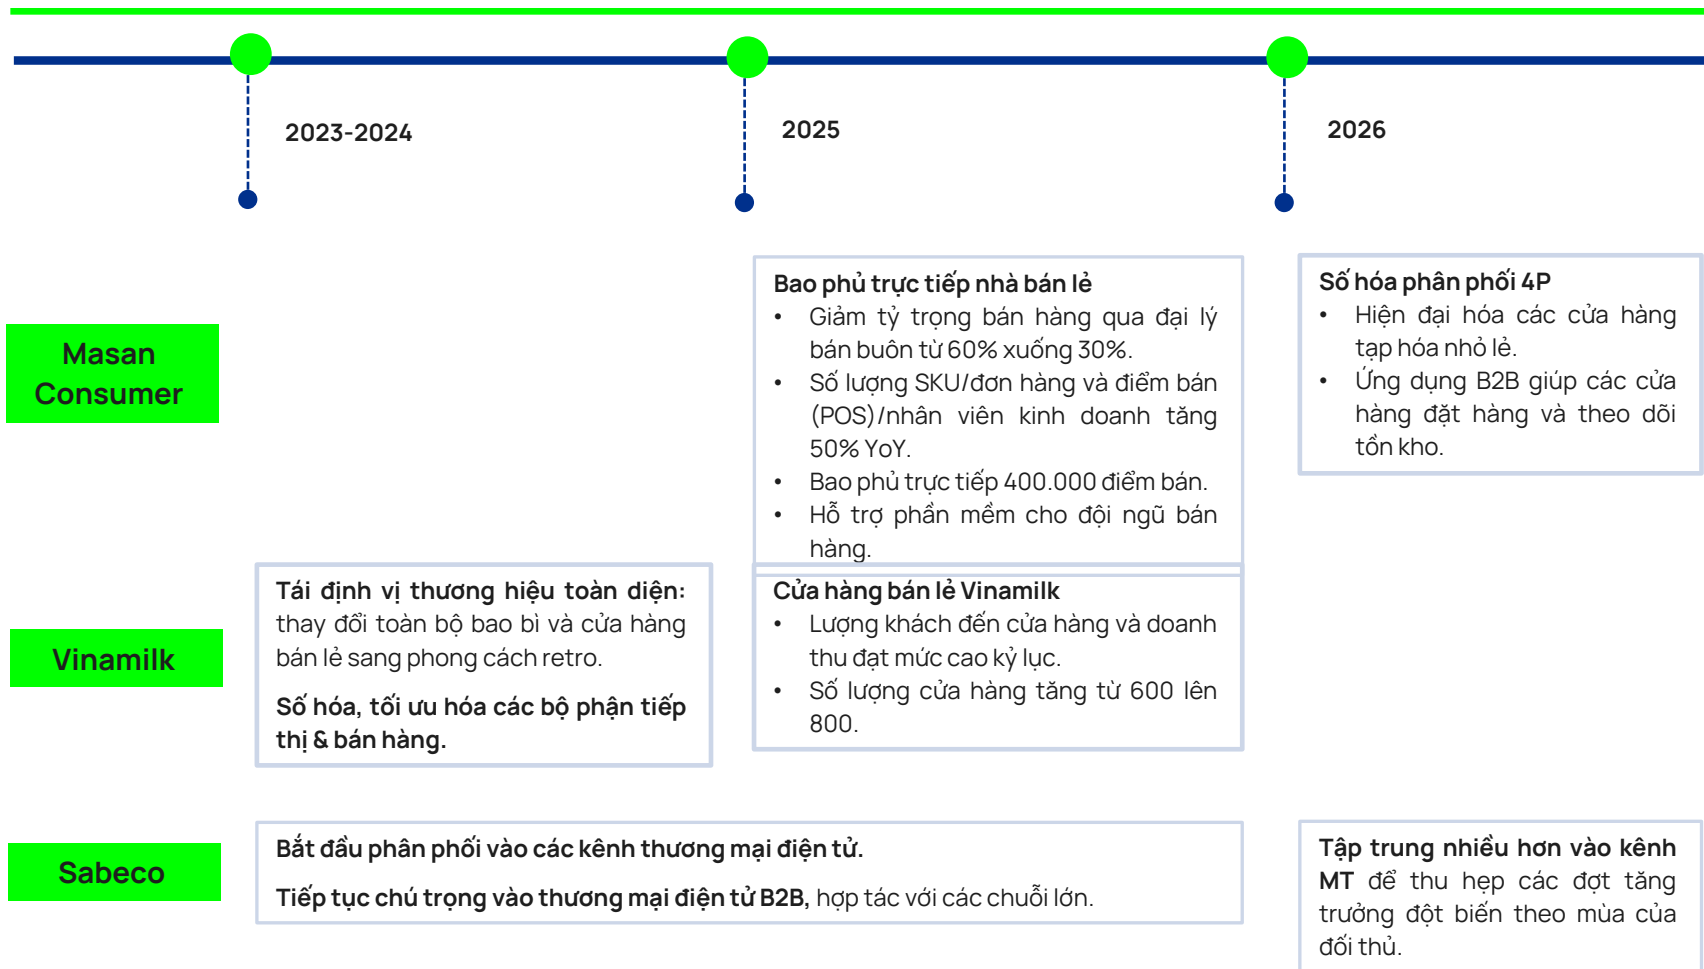 2023-2024
2025
2026
Masan
Consumer
Bao phủ trực tiếp nhà bán lẻ
• Giảm tỷ trọng bán hàng qua đại lý
bán buôn từ 60% xuống 30%.
• Số lượng SKU/đơn hàng và điểm bán
(POS)/nhân viên kinh doanh tăng
50% YoY.
• Bao phủ trực tiếp 400.000 điểm bán.
• Hỗ trợ phần mềm cho đội ngũ bán
hàng.
Số hóa phân phối 4P
• Hiện đại hóa các cửa hàng
tạp hóa nhỏ lẻ.
• Ứng dụng B2B giúp các cửa
hàng đặt hàng và theo dõi
tồn kho.
Vinamilk
Tái định vị thương hiệu toàn diện:
thay đổi toàn bộ bao bì và cửa hàng
bán lẻ sang phong cách retro.
Số hóa, tối ưu hóa các bộ phận tiếp
thị & bán hàng.
Cửa hàng bán lẻ Vinamilk
• Lượng khách đến cửa hàng và doanh
thu đạt mức cao kỷ lục.
• Số lượng cửa hàng tăng từ 600 lên
800.
Sabeco
Bắt đầu phân phối vào các kênh thương mại điện tử.
Tiếp tục chú trọng vào thương mại điện tử B2B, hợp tác với các chuỗi lớn.
Tập trung nhiều hơn vào kênh
MT để thu hẹp các đợt tăng
trưởng đột biến theo mùa của
đối thủ.